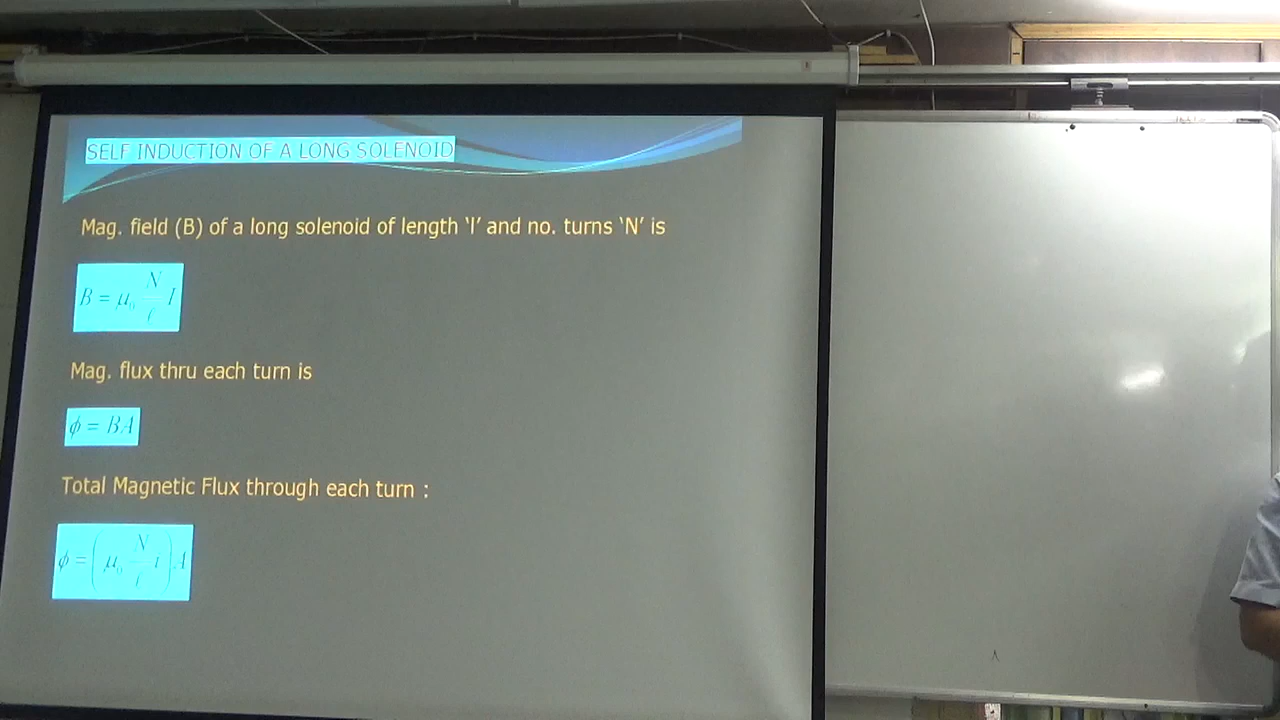 SELF INDUCTION OF A LONG SOLENOID
Mag. field (B) of a long solenoid of length ‘l’ and no. turns ‘N’ is
B = μ₀ N/ℓ I
Mag. flux thru each turn is
ϕ = BA
Total Magnetic Flux through each turn :
ϕ = (μ₀ N/ℓ I) A